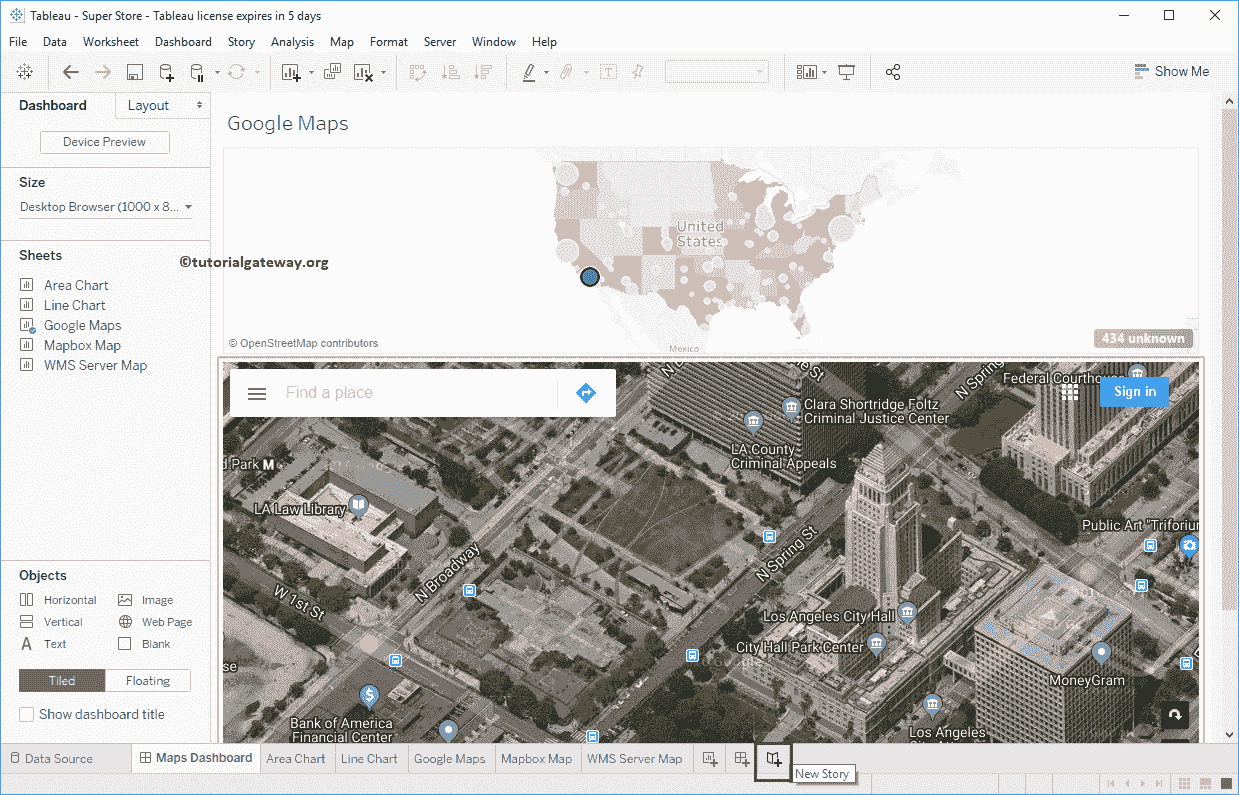 Tableau - Super Store - Tableau license expires in 5 days
File Data Worksheet Dashboard Story Analysis Map Format Server Window Help
Show Me
Dashboard Layout
Device Preview
Size
Desktop Browser (1000 x 8...
Sheets
Area Chart
Line Chart
Google Maps
Mapbox Map
WMS Server Map
©tutorialgateway.org
Objects
Horizontal Image
Vertical Web Page
A Text Blank
Tiled Floating
Show dashboard title
Google Maps
United
States
Mexico
© OpenStreetMap contributors
434 unknown
Find a place
Sign in
N Spring
Federal Courthou
Clara Shortridge Foltz
Criminal Justice Center
LA County
Criminal Appeals
d Park M
LA Law Library
Public Art "Triforiun
N Spring St
N Broadway
W 1st St
Los Angeles City Hall
City Hall Park Center
MoneyGram
se
$
Bank of America
Financial Center
Los Angeles
Data Source Maps Dashboard Area Chart Line Chart Google Maps Mapbox Map WMS Server Map
New Story